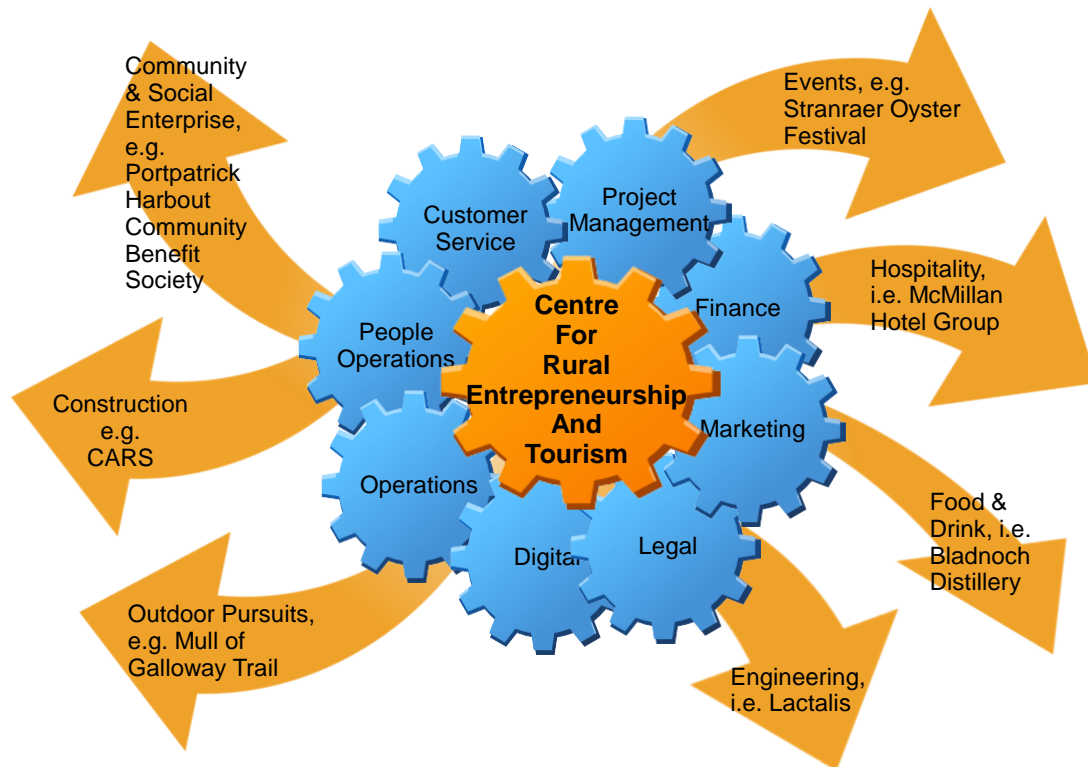 Community
& Social
Enterprise,
e.g.
Portpatrick
Harbout
Community
Benefit
Society
Events, e.g.
Stranraer Oyster
Festival
Customer
Service
Project
Management
Hospitality,
i.e. McMillan
Hotel Group
Finance
People
Operations
Centre
For
Rural
Entrepreneurship
And
Tourism
Marketing
Construction
e.g.
CARS
Operations
Digital
Legal
Food &
Drink, i.e.
Bladnoch
Distillery
Outdoor Pursuits,
e.g. Mull of
Galloway Trail
Engineering,
i.e. Lactalis